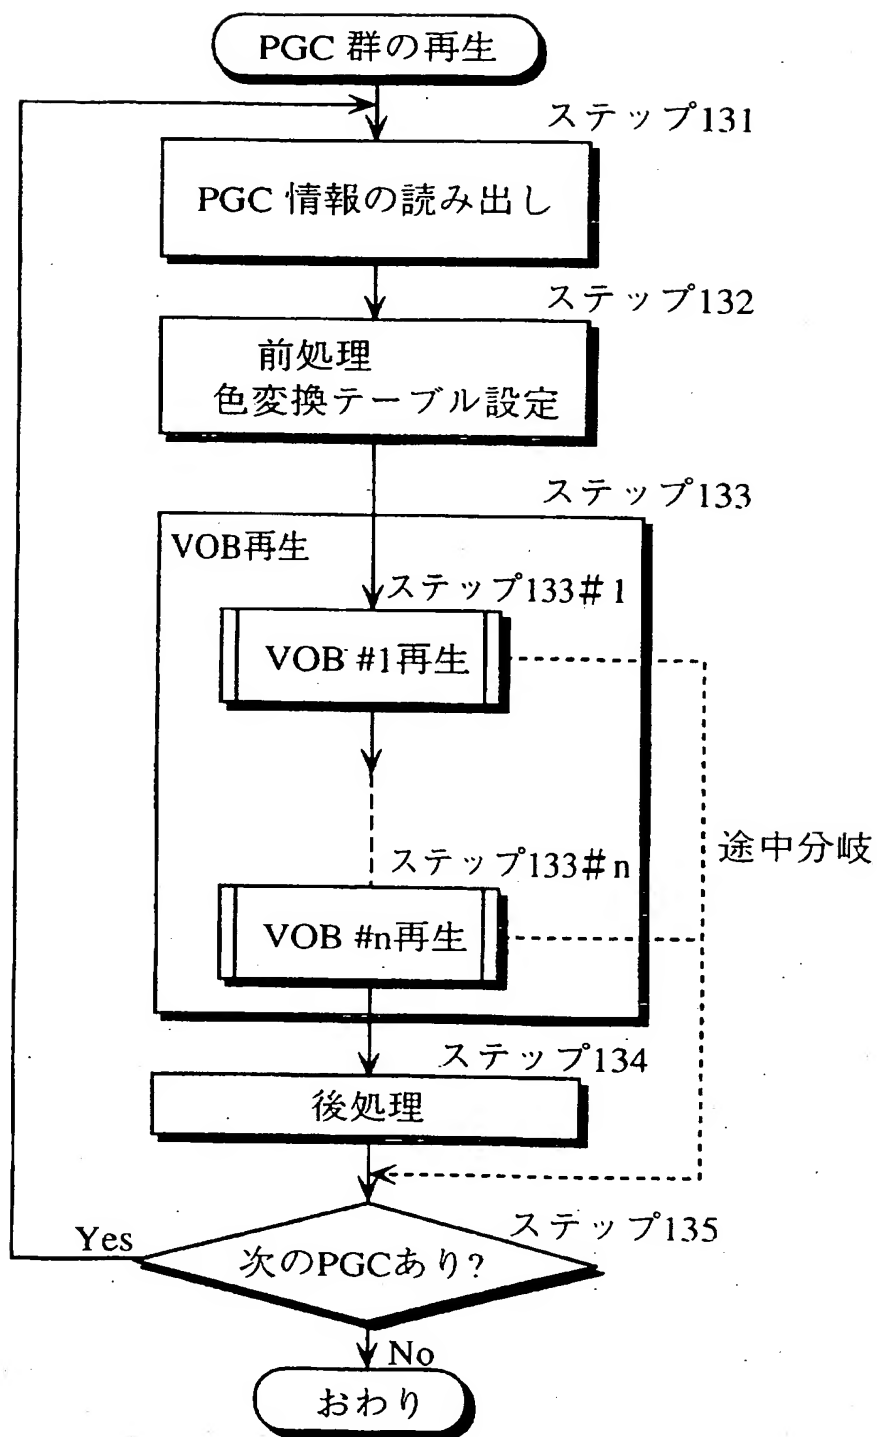 PGC 群の再生
ステップ131
PGC 情報の読み出し
ステップ132
前処理
色変換テーブル設定
ステップ133
VOB再生
ステップ133#1
VOB #1再生
途中分岐
ステップ133#n
VOB #n再生
ステップ134
後処理
ステップ135
Yes
次のPGCあり?
No
おわり